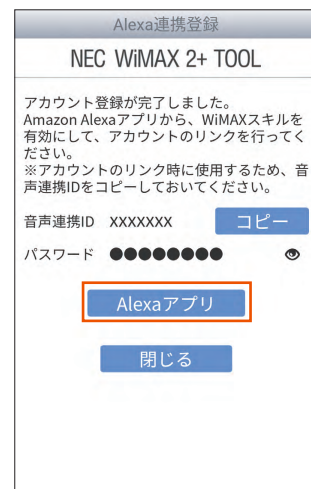 Alexa連携登録
NEC WiMAX 2+ TOOL
アカウント登録が完了しました。
Amazon Alexaアプリから、WiMAXスキルを
有効にして、アカウントのリンクを行ってく
ださい。
※アカウントのリンク時に使用するため、音
声連携IDをコピーしておいてください。
音声連携ID XXXXXXX コピー
パスワード ●●●●●●●●
Alexaアプリ
閉じる